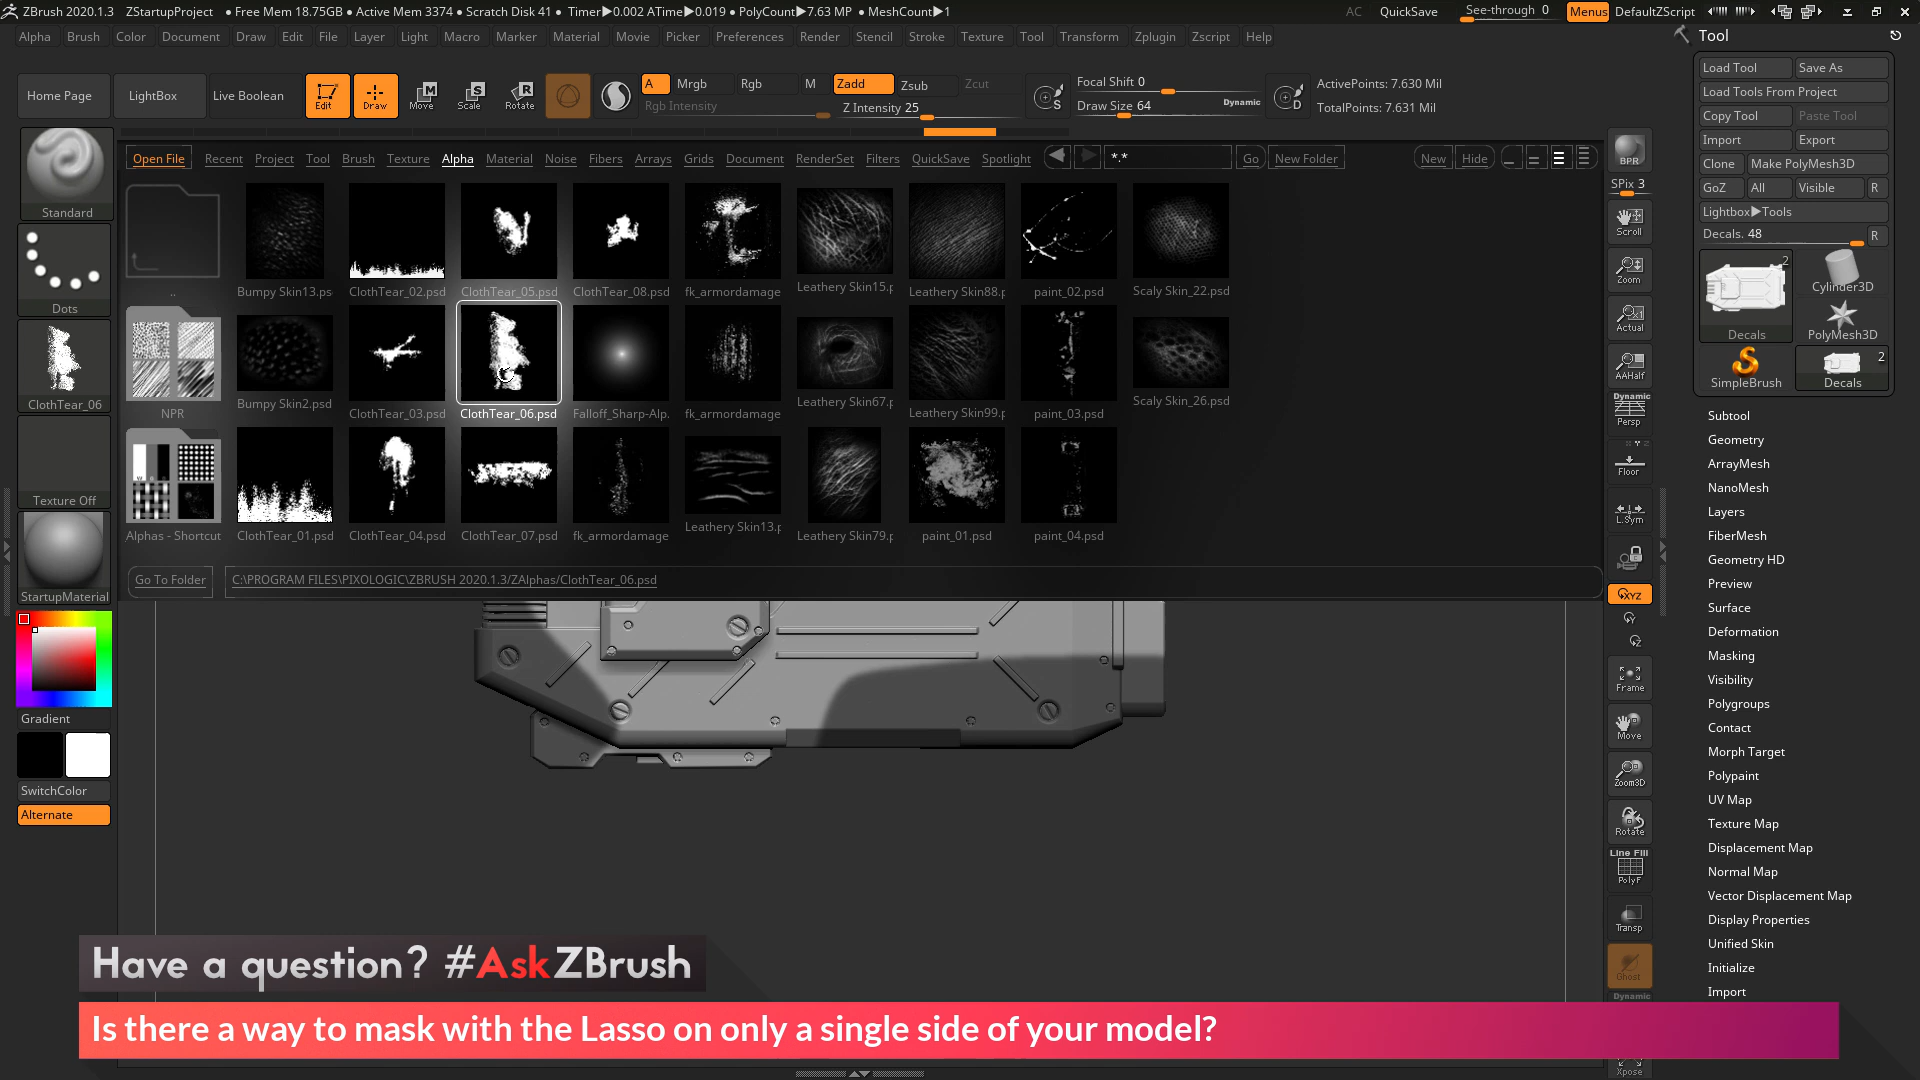 ZBrush 2020.1.3 ZStartupProject ● Free Mem 18.75GB ● Active Mem 3374 ● Scratch Disk 41 ● Timer▶0.002 ATime▶0.019 ● PolyCount▶7.63 MP ● MeshCount▶1 AC QuickSave See-through 0 Menus DefaultZScript
Alpha Brush Color Document Draw Edit File Layer Light Macro Marker Material Movie Picker Preferences Render Stencil Stroke Texture Tool Transform Zplugin Zscript Help
Home Page LightBox Live Boolean Edit Draw Move Scale Rotate A Mrgb Rgb M Zadd Zsub Zcut
Rgb Intensity Z Intensity 25
S Focal Shift 0
Draw Size 64 Dynamic
D ActivePoints: 7.630 Mil
TotalPoints: 7.631 Mil
Open File Recent Project Tool Brush Texture Alpha Material Noise Fibers Arrays Grids Document RenderSet Filters QuickSave Spotlight *.* Go New Folder New Hide
Standard
Dots
ClothTear_06
Texture Off
StartupMaterial
Gradient
SwitchColor
Alternate
.. Bumpy Skin13.ps ClothTear_02.psd ClothTear_05.psd ClothTear_08.psd fk_armordamage Leathery Skin15.p Leathery Skin88.p paint_02.psd Scaly Skin_22.psd
NPR Bumpy Skin2.psd ClothTear_03.psd ClothTear_06.psd Falloff_Sharp-Alp. fk_armordamage Leathery Skin67.p Leathery Skin99.p paint_03.psd Scaly Skin_26.psd
Alphas - Shortcut ClothTear_01.psd ClothTear_04.psd ClothTear_07.psd fk_armordamage Leathery Skin13.p Leathery Skin79.p paint_01.psd paint_04.psd
Go To Folder C:\PROGRAM FILES\PIXOLOGIC\ZBRUSH 2020.1.3/ZAlphas/ClothTear_06.psd
BPR
SPix 3
Scroll
Zoom
Actual
AAHalf
Dynamic
Persp
Floor
L.Sym
XYZ
Y
Z
Frame
Move
Zoom3D
Rotate
Line Fill
PolyF
Transp
Ghost
Dynamic
Xpose
Tool
Load Tool Save As
Load Tools From Project
Copy Tool Paste Tool
Import Export
Clone Make PolyMesh3D
GoZ All Visible R
Lightbox▶Tools
Decals. 48 R
2
Decals
Cylinder3D
PolyMesh3D
SimpleBrush
2
Decals
Subtool
Geometry
ArrayMesh
NanoMesh
Layers
FiberMesh
Geometry HD
Preview
Surface
Deformation
Masking
Visibility
Polygroups
Contact
Morph Target
Polypaint
UV Map
Texture Map
Displacement Map
Normal Map
Vector Displacement Map
Display Properties
Unified Skin
Initialize
Import
Have a question? #AskZBrush
Is there a way to mask with the Lasso on only a single side of your model?